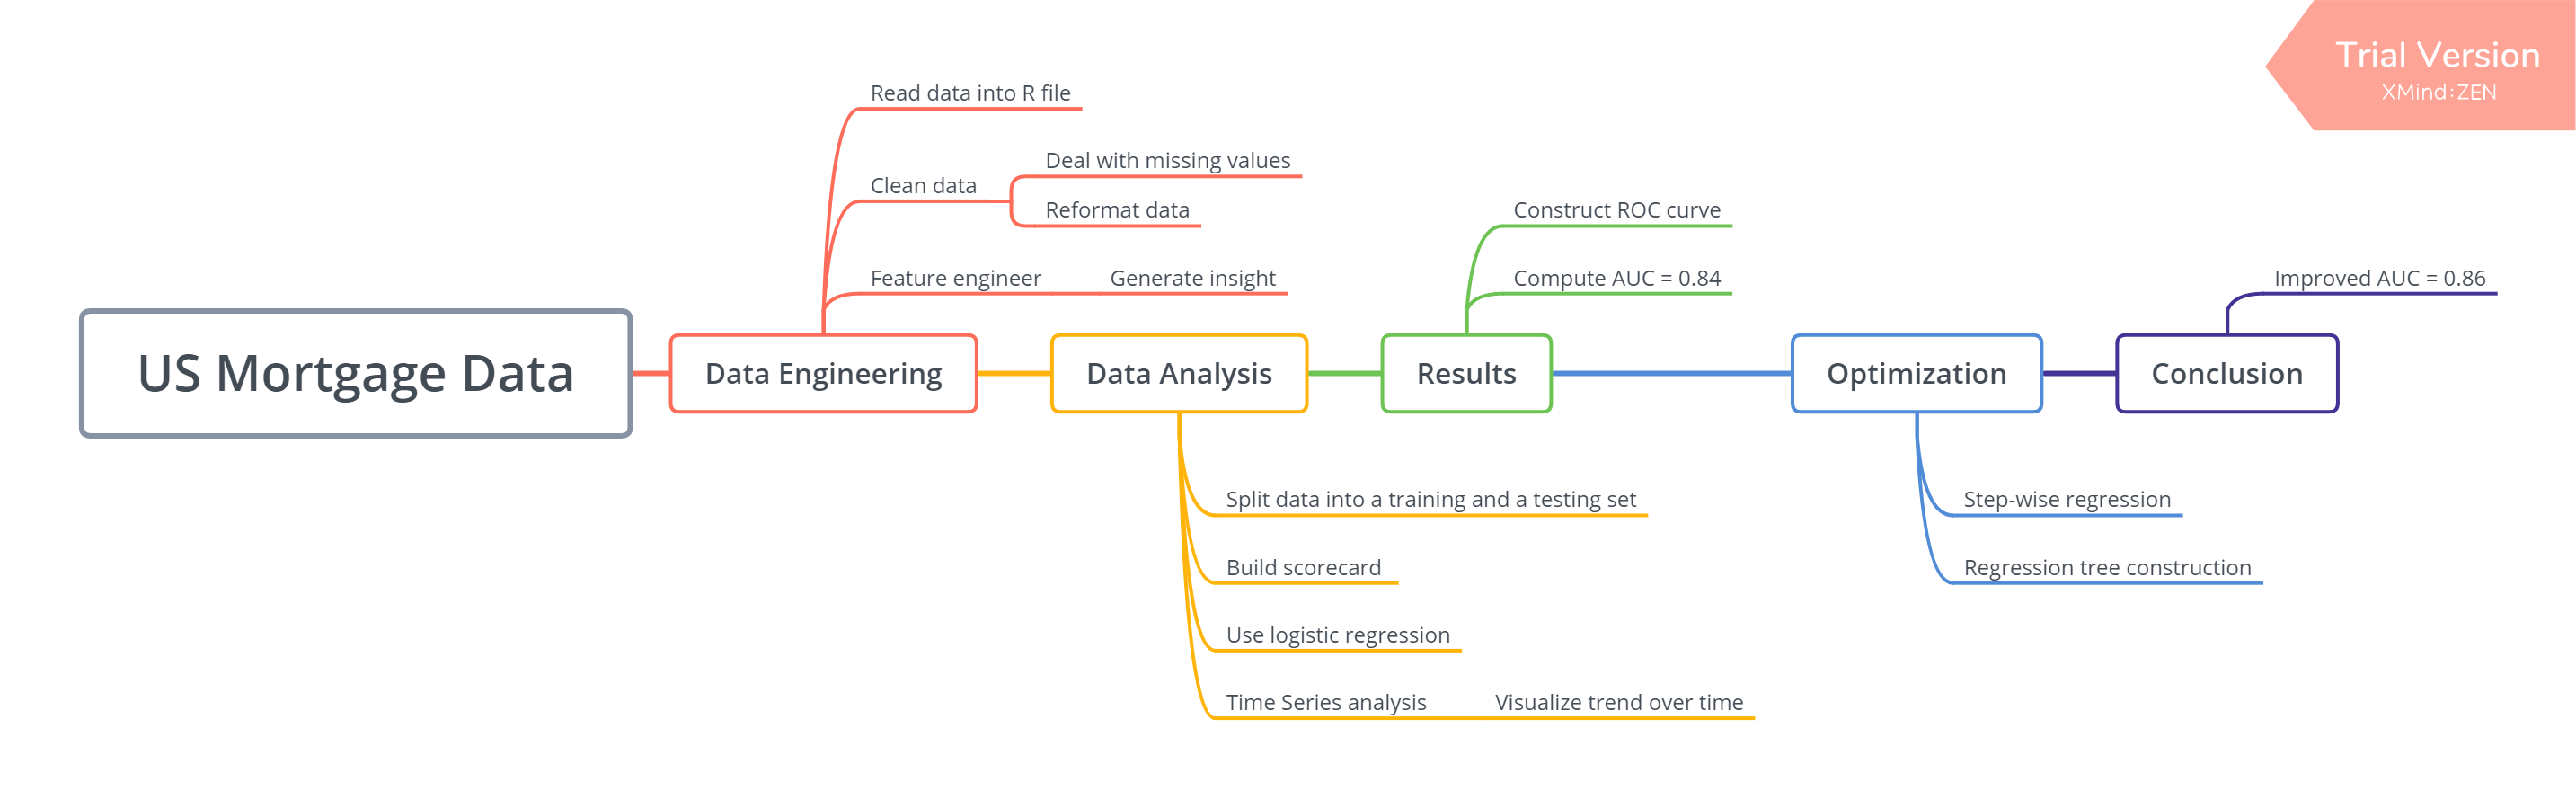 Trial Version
XMind:ZEN
US Mortgage Data
Data Engineering
Read data into R file
Clean data
Deal with missing values
Reformat data
Feature engineer
Generate insight
Data Analysis
Split data into a training and a testing set
Build scorecard
Use logistic regression
Time Series analysis
Visualize trend over time
Results
Construct ROC curve
Compute AUC = 0.84
Optimization
Step-wise regression
Regression tree construction
Conclusion
Improved AUC = 0.86